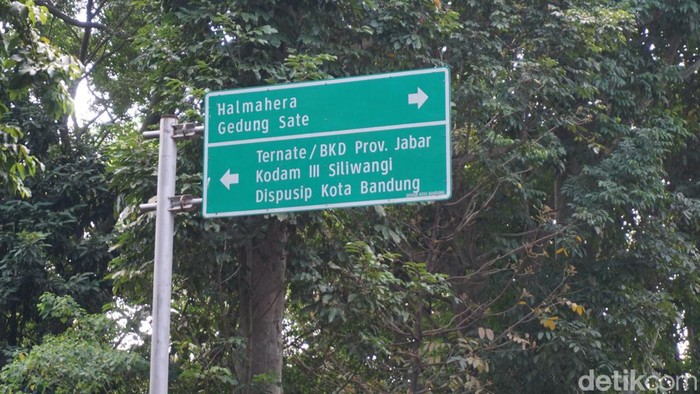 Halmahera
Gedung Sate
Ternate/BKD Prov. Jabar
Kodam III Siliwangi
Dispusip Kota Bandung
detikcom